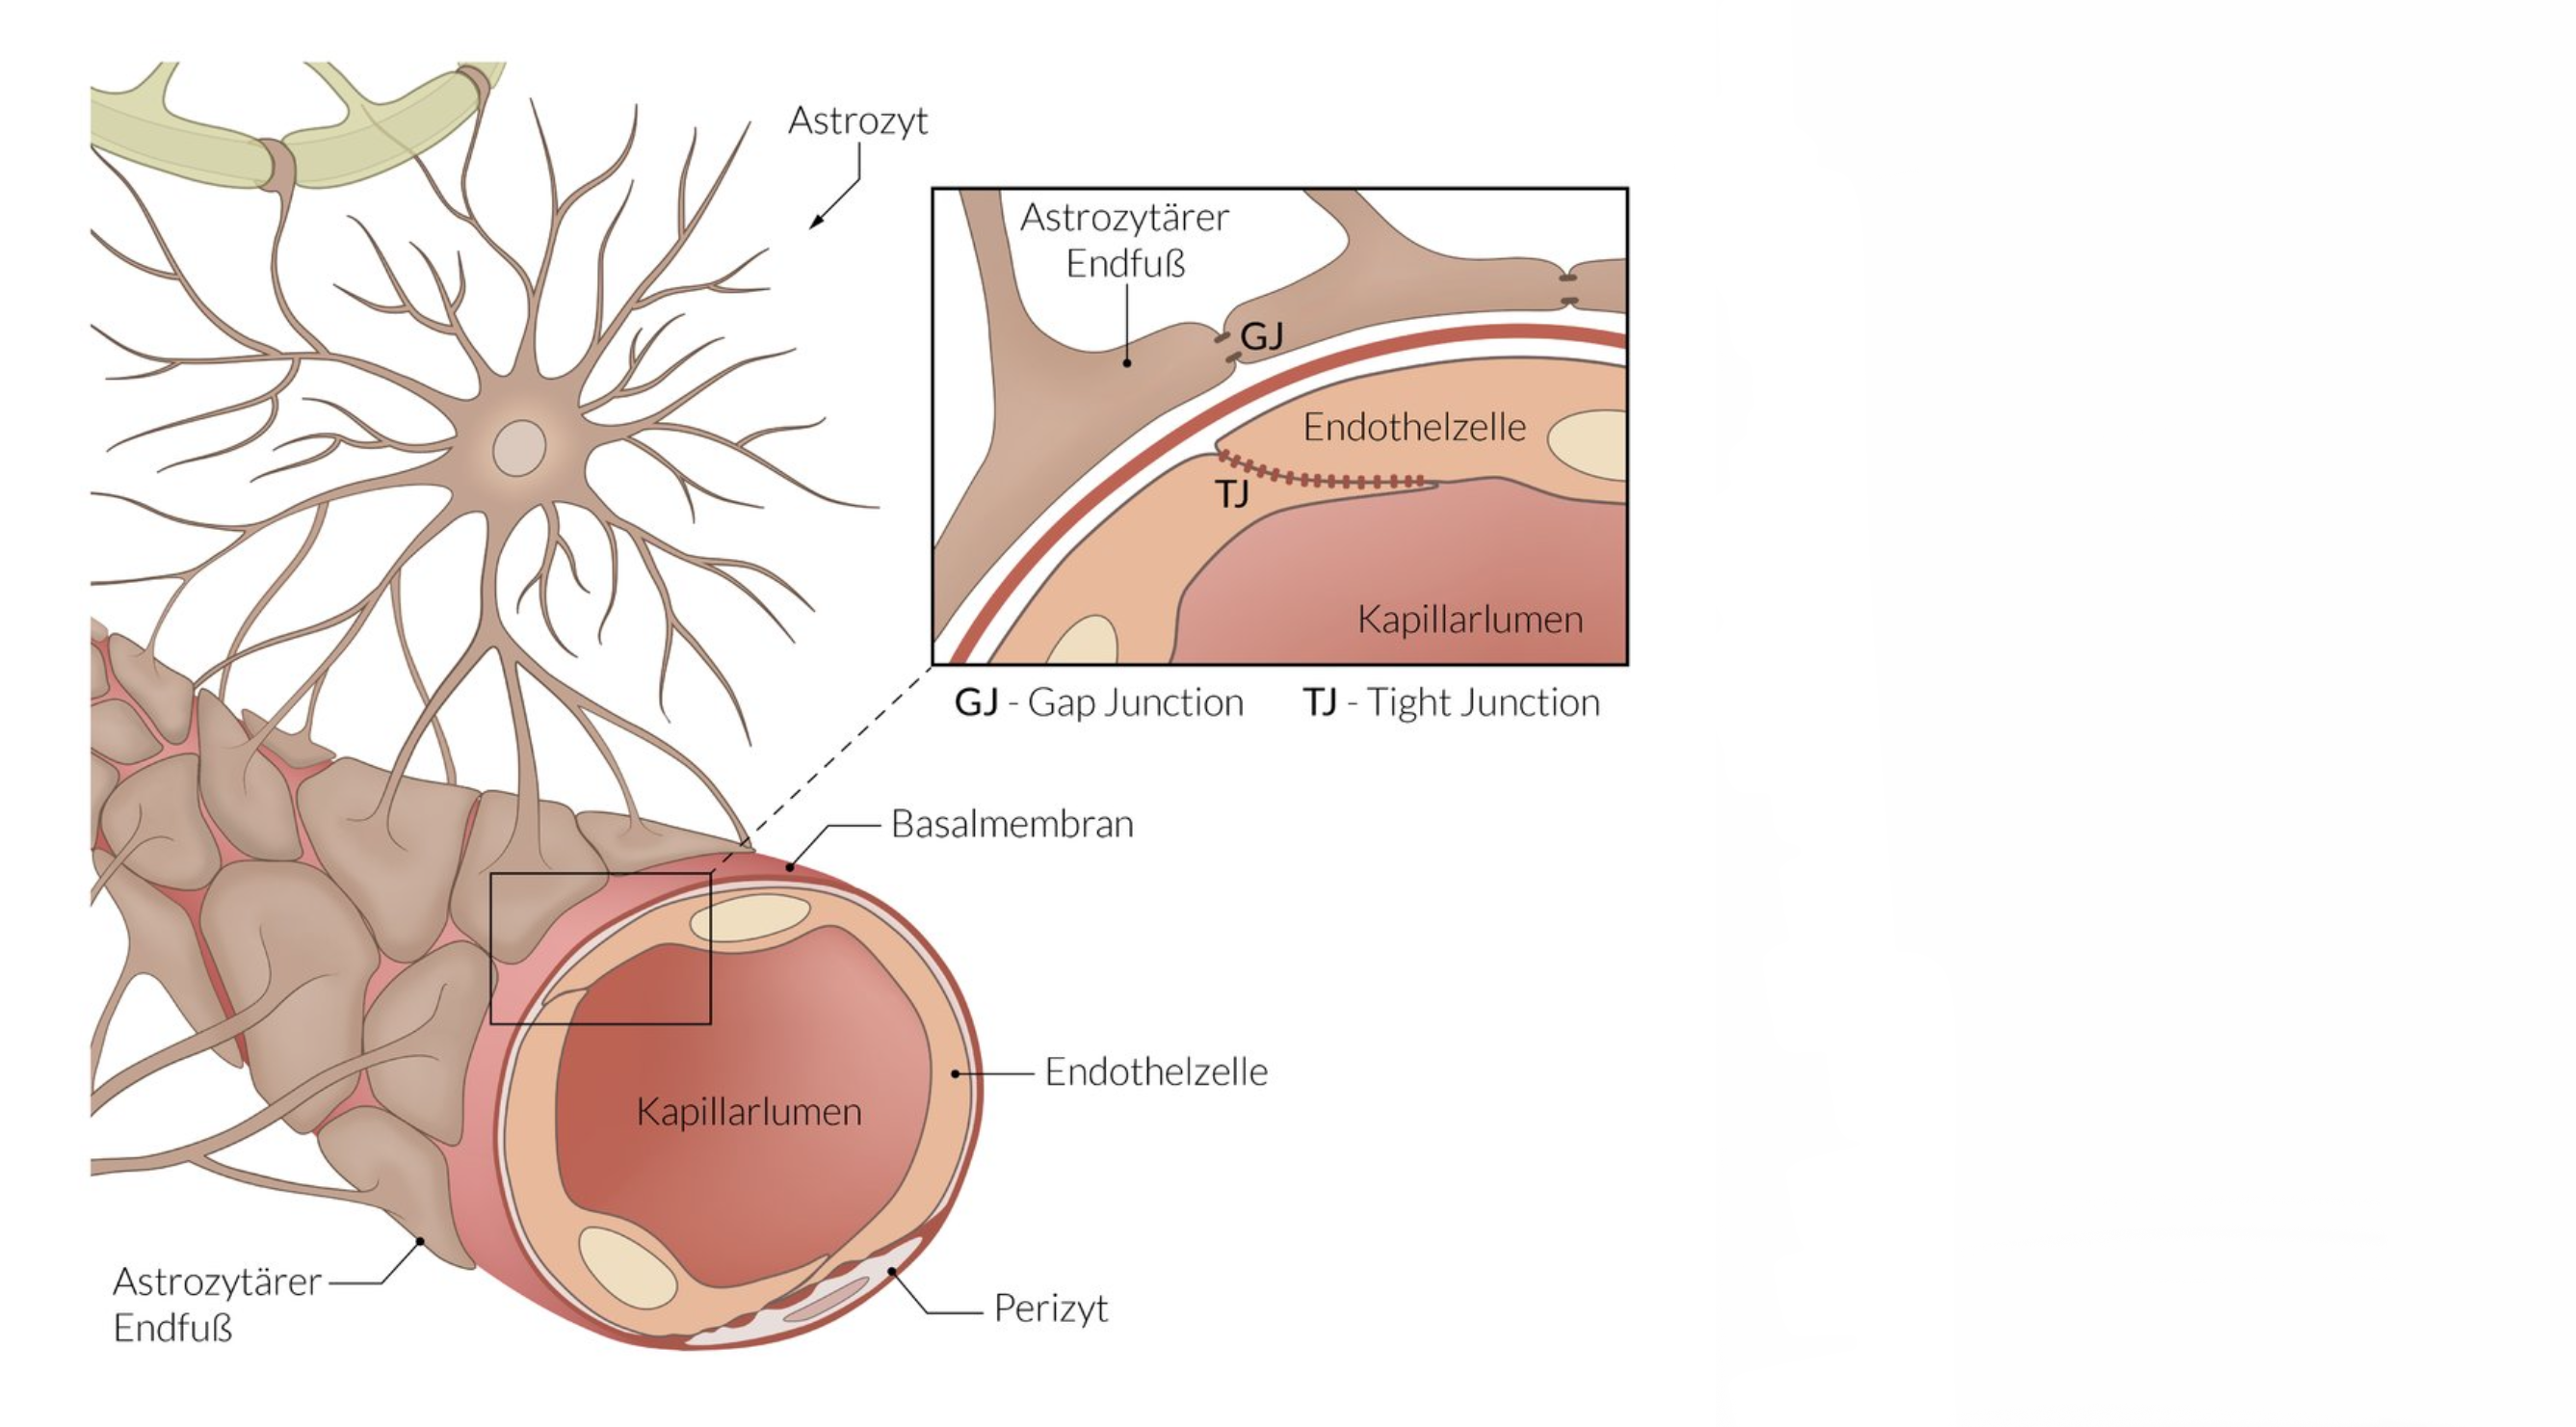 Astrozyt
Astrozytärer
Endfuß
GJ
Endothelzelle
TJ
Kapillarlumen
GJ - Gap Junction TJ - Tight Junction
Basalmembran
Endothelzelle
Kapillarlumen
Astrozytärer
Endfuß
Perizyt